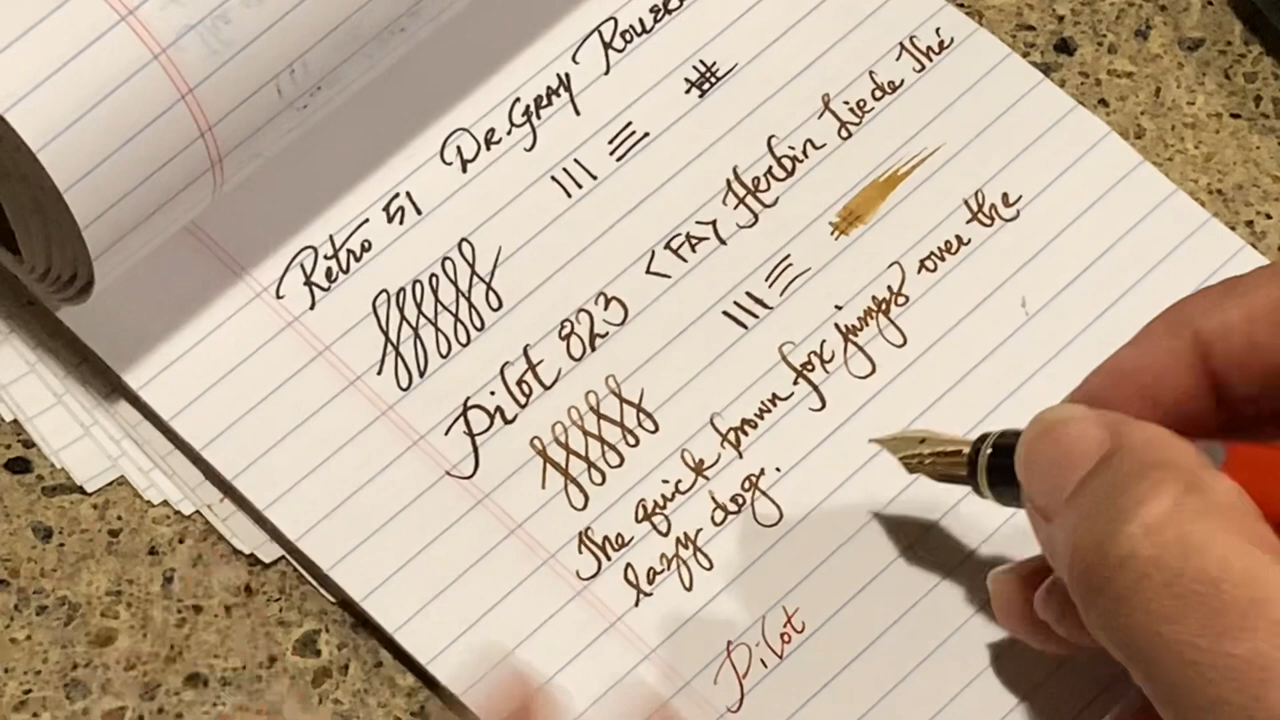 Retro 51 Dr. Gray Roller
Pilot 823 <FA> Herbin Lie de Thé
The quick brown fox jumps over the
lazy dog.
Pilot